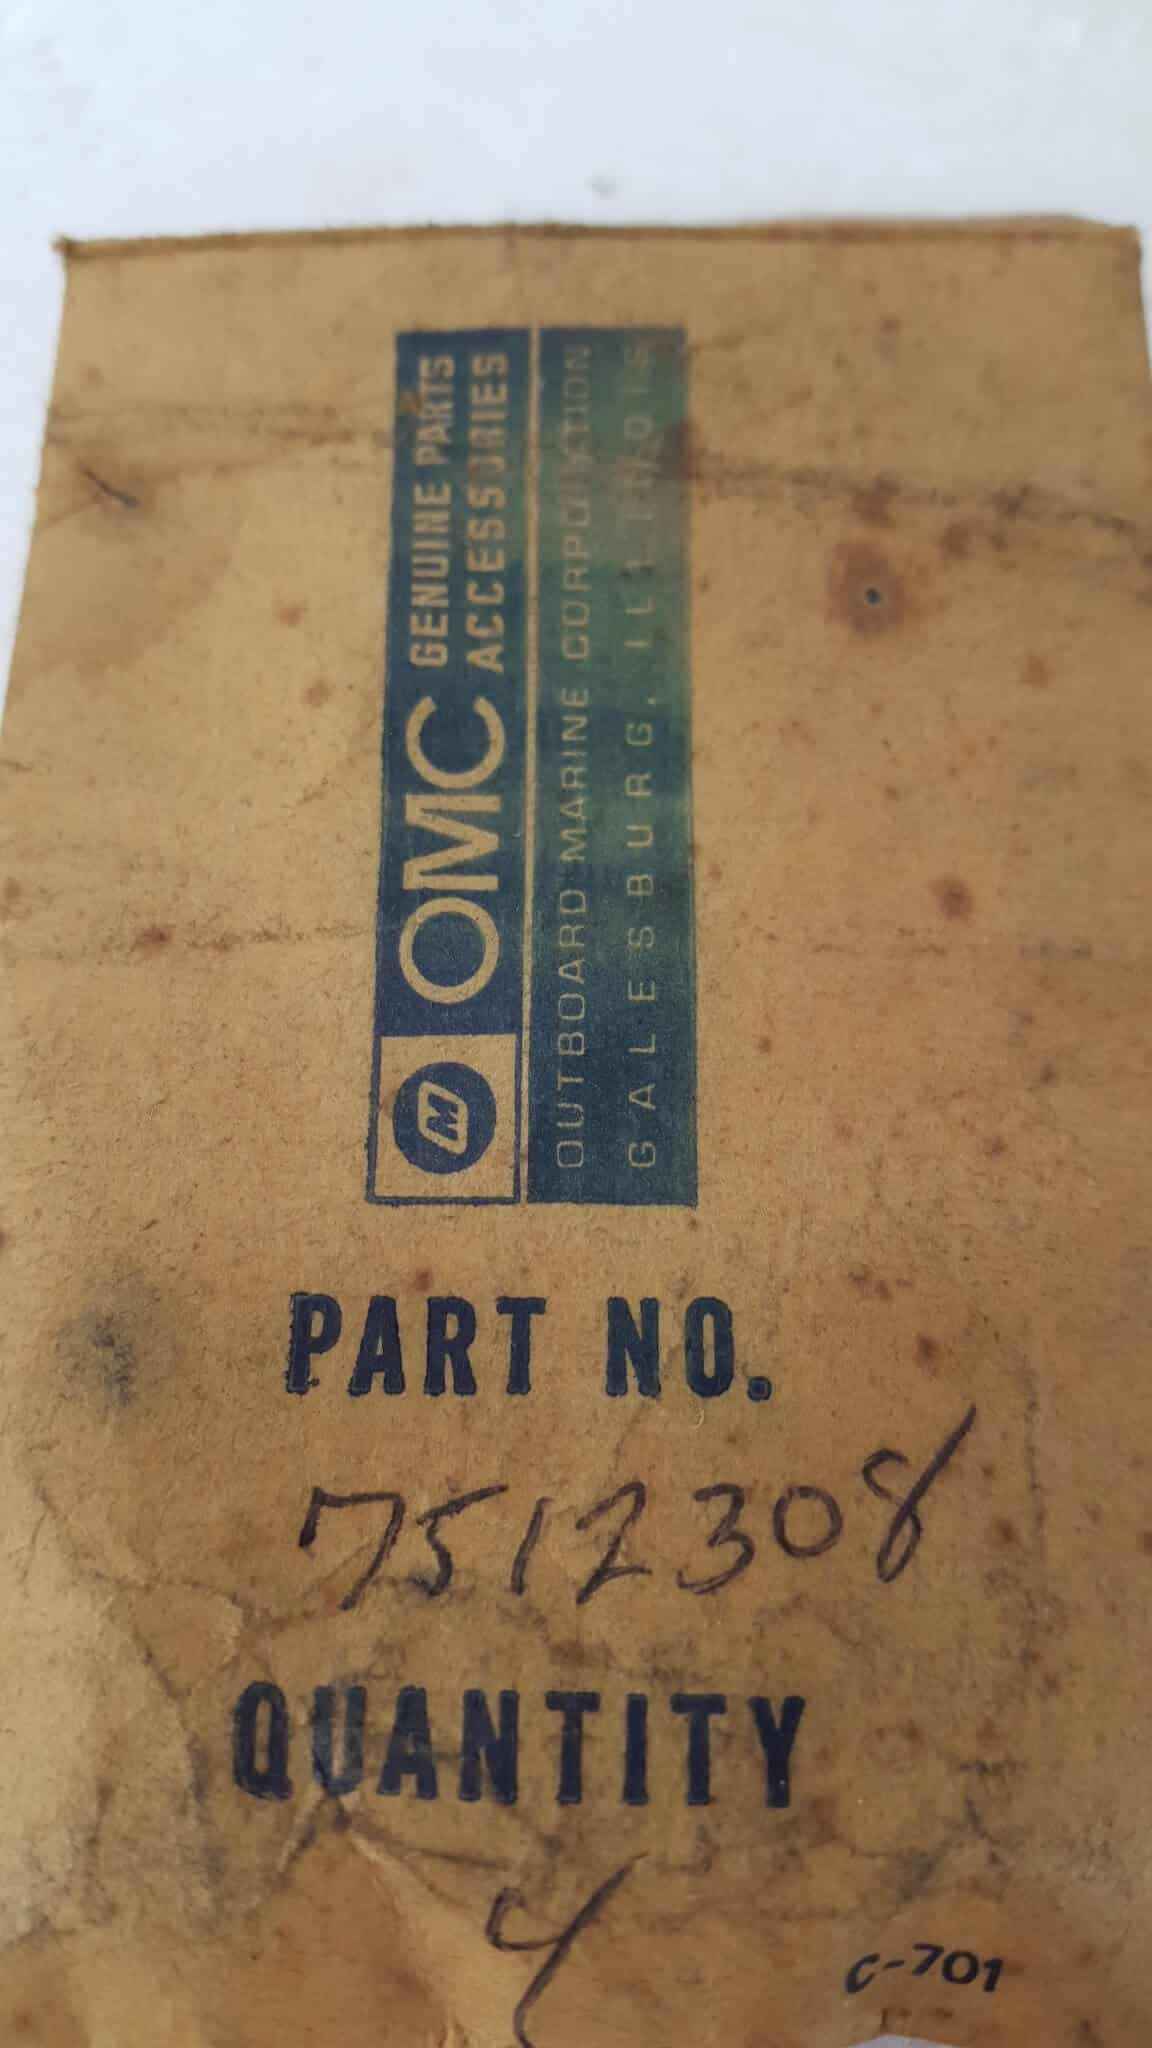 OMC GENUINE PARTS
ACCESSORIES
OUTBOARD MARINE CORPORATION
GALESBURG, ILLINOIS
PART NO.
7512308
QUANTITY
4
C-701